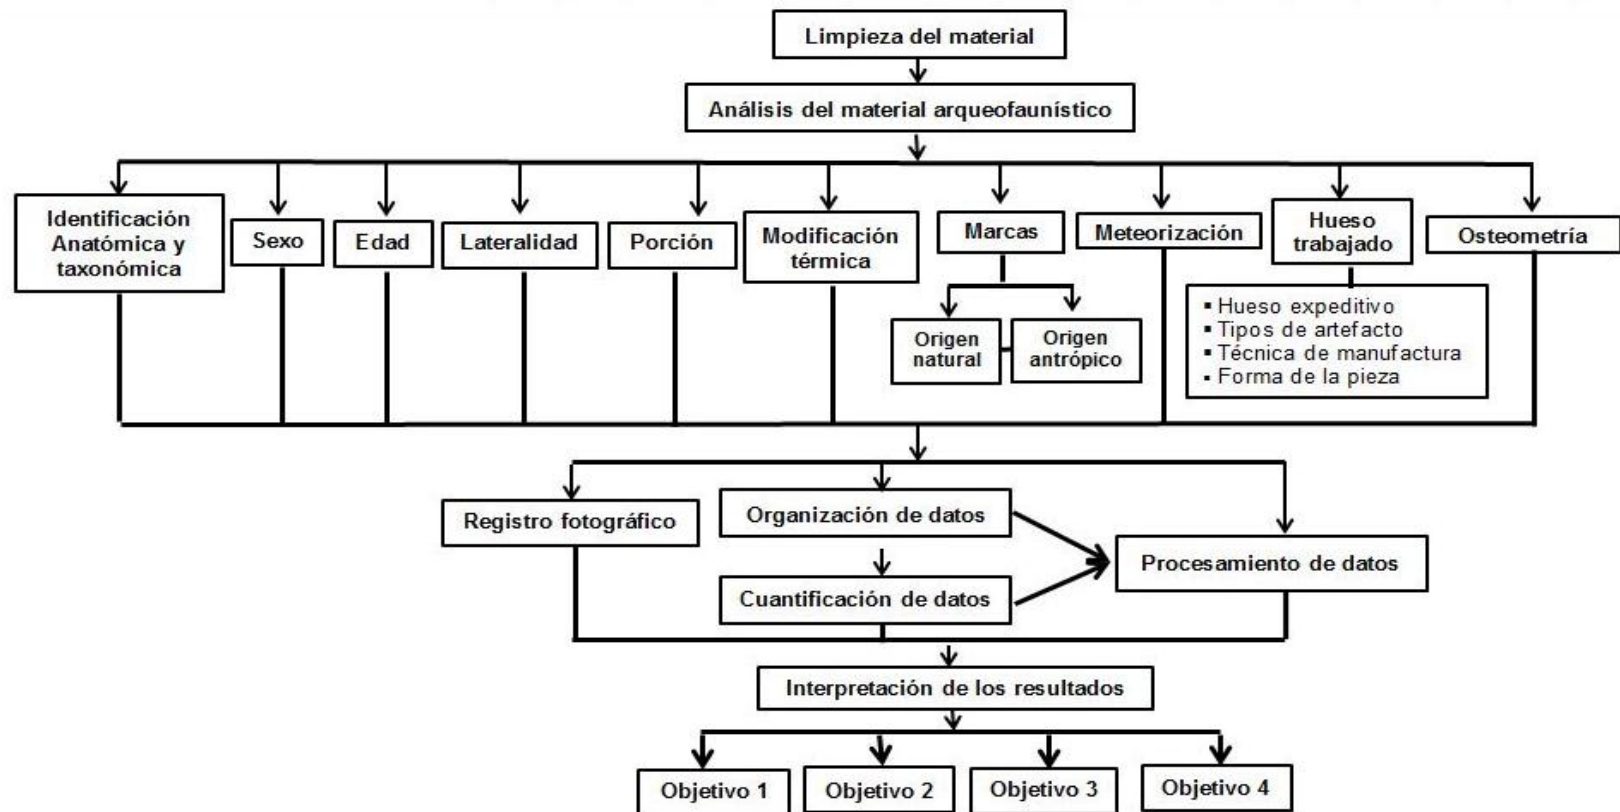 Limpieza del material
Análisis del material arqueofaunístico
Identificación
Anatómica y
taxonómica
Sexo
Edad
Lateralidad
Porción
Modificación
térmica
Marcas
Meteorización
Hueso
trabajado
Osteometría
Origen
natural
Origen
antrópico
▪ Hueso expeditivo
▪ Tipos de artefacto
▪ Técnica de manufactura
▪ Forma de la pieza
Registro fotográfico
Organización de datos
Cuantificación de datos
Procesamiento de datos
Interpretación de los resultados
Objetivo 1
Objetivo 2
Objetivo 3
Objetivo 4